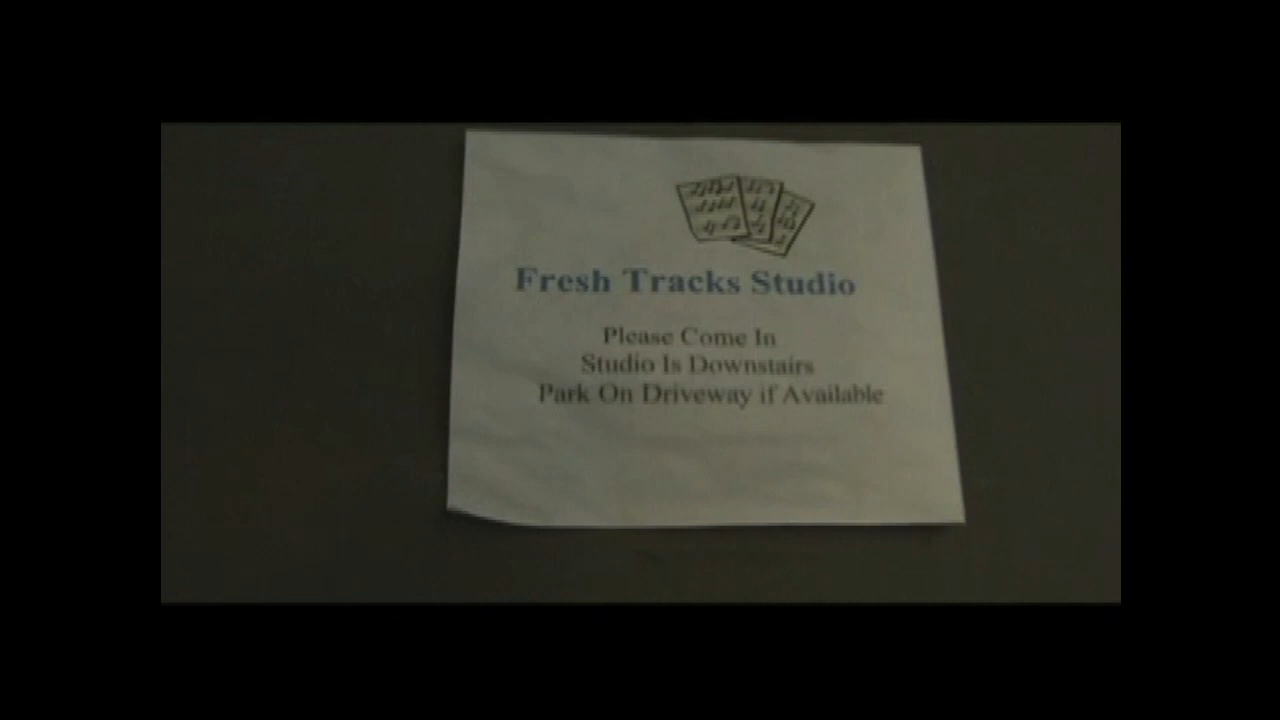 Fresh Tracks Studio
Please Come In
Studio Is Downstairs
Park On Driveway if Available